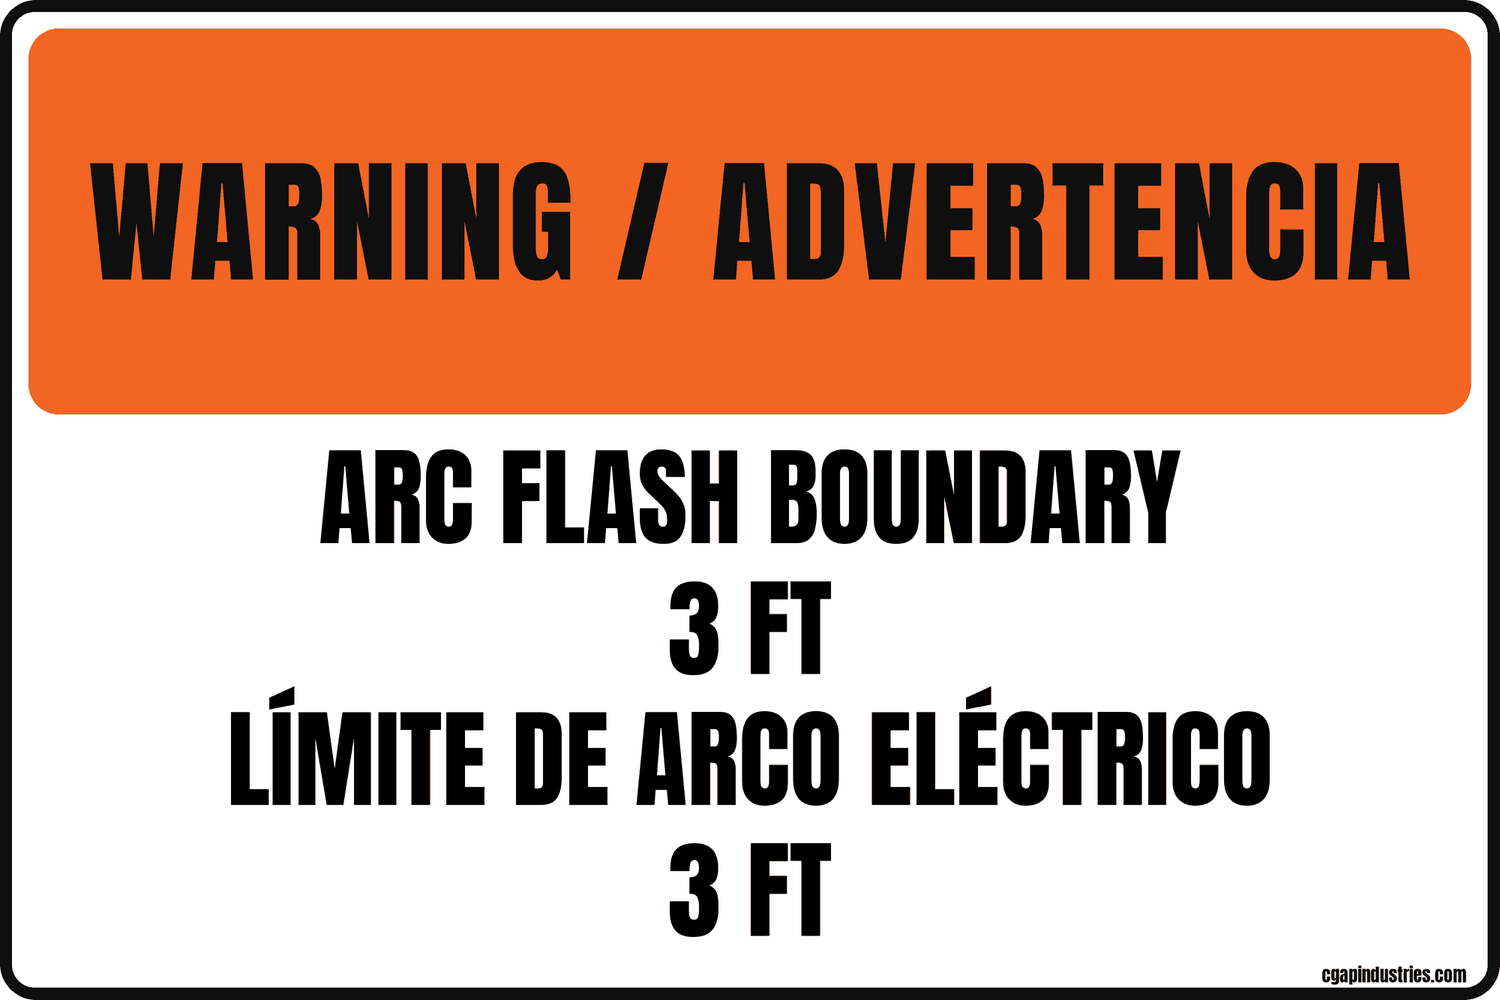 WARNING / ADVERTENCIA
ARC FLASH BOUNDARY
3 FT
LÍMITE DE ARCO ELÉCTRICO
3 FT
cgapindustries.com